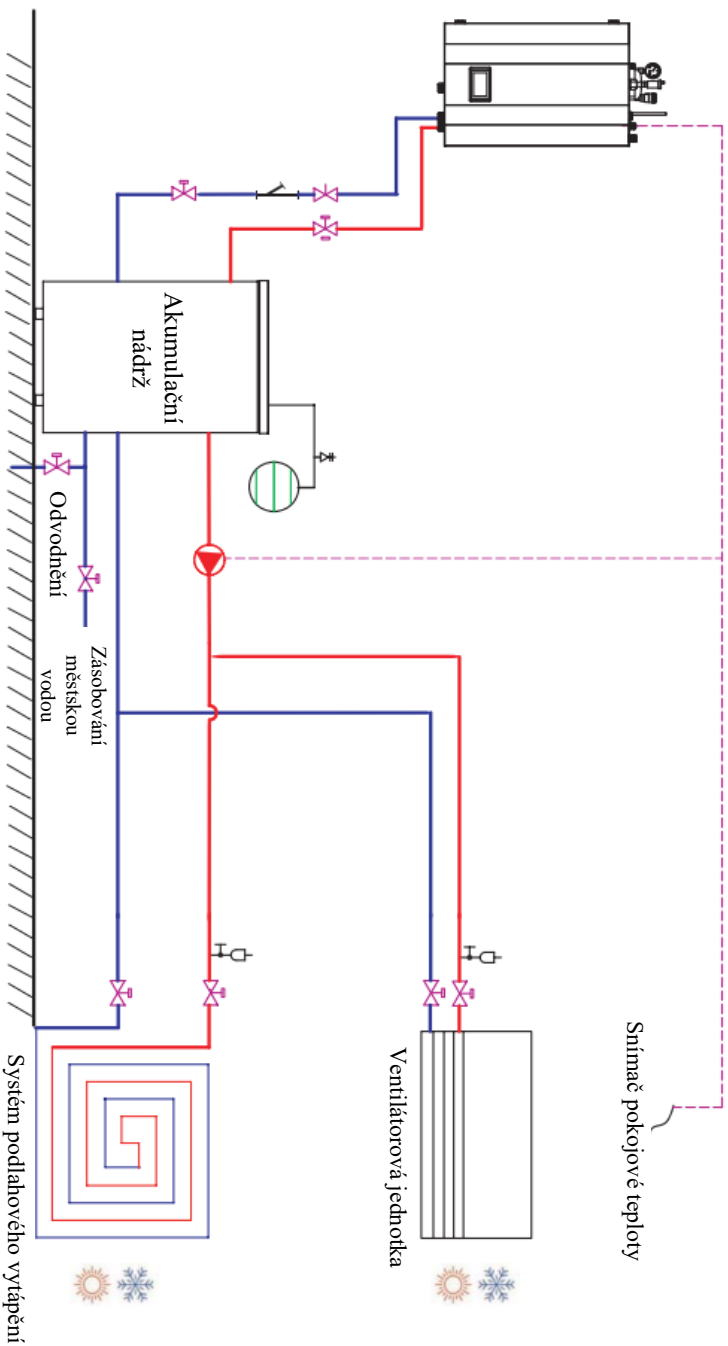 Akumulační
nádrž
Odvodnění
Zásobování
městskou
vodou
Snímač pokojové teploty
Ventilátorová jednotka
Systém podlahového vytápění